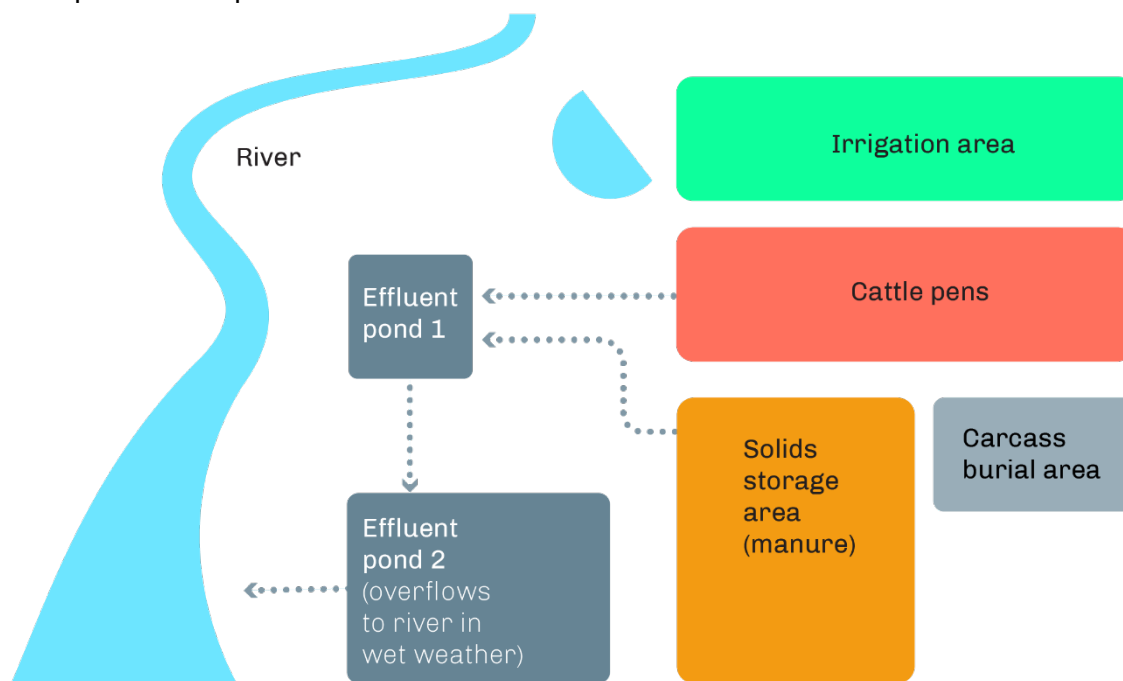 River
Irrigation area
Effluent
pond 1
Cattle pens
Solids
storage
area
(manure)
Carcass
burial area
Effluent
pond 2
(overflows
to river in
wet weather)